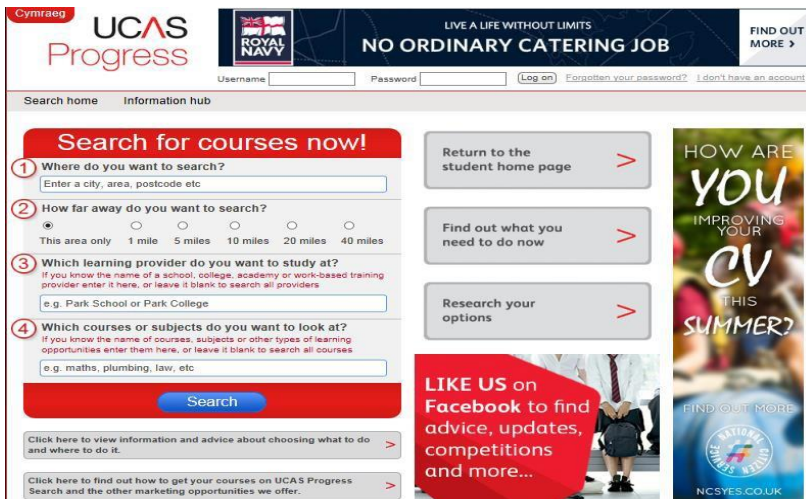 Cymraeg
UCAS
Progress
ROYAL
NAVY
LIVE A LIFE WITHOUT LIMITS
NO ORDINARY CATERING JOB
FIND OUT
MORE >
Username
Password
Log on
Forgotten your password?
I don't have an account
Search home
Information hub
Search for courses now!
1 Where do you want to search?
Enter a city, area, postcode etc
2 How far away do you want to search?
This area only 1 mile 5 miles 10 miles 20 miles 40 miles
3 Which learning provider do you want to study at?
If you know the name of a school, college, academy or work-based training
provider enter it here, or leave it blank to search all providers
e.g. Park School or Park College
4 Which courses or subjects do you want to look at?
If you know the name of courses, subjects or other types of learning
opportunities enter them here, or leave it blank to search all courses
e.g. maths, plumbing, law, etc
Search
Click here to view information and advice about choosing what to do
and where to do it. >
Click here to find out how to get your courses on UCAS Progress
Search and the other marketing opportunities we offer. >
Return to the
student home page >
Find out what you
need to do now >
Research your
options >
LIKE US on
Facebook to find
advice, updates,
competitions
and more...
HOW ARE
YOU
IMPROVING
YOUR
CV
THIS
SUMMER?
FIND OUT MORE
NATIONAL CITIZEN SERVICE
NCSYES.CO.UK